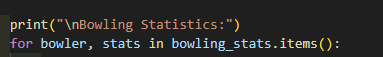 print("\nBowling Statistics:")
for bowler, stats in bowling_stats.items():